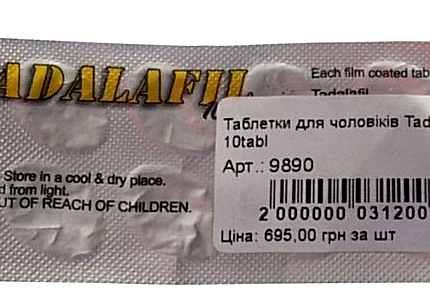 ADALAFIL
Each film coated tab
Tadalafil
Таблетки для чоловіків Tad
10tabl
Арт.: 9890
2 000000 031200
Ціна: 695,00 грн за шт
Store in a cool & dry place.
d from light.
UT OF REACH OF CHILDREN.